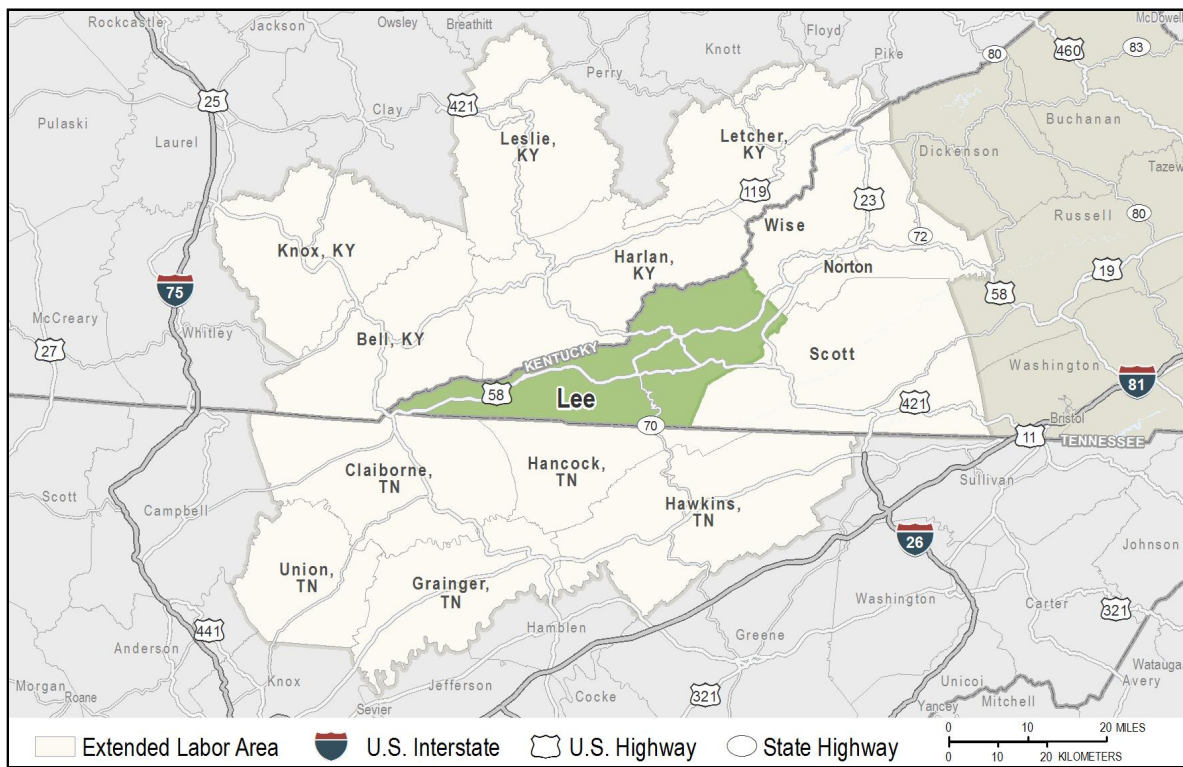 Rockcastle
Jackson
Owsley
Breathitt
Floyd
McDowell
Knott
Pike
80
460
83
Perry
25
421
Clay
Pulaski
Laurel
Leslie,
KY
Letcher,
KY
Buchanan
Dickenson
Tazew
119
23
Russell
80
Wise
72
Knox, KY
Harlan,
KY
Norton
19
75
58
McCreary
Whitley
27
Bell, KY
KENTUCKY
Scott
Washington
81
58
Lee
421
Bristol
70
11
TENNESSEE
Claiborne,
TN
Hancock,
TN
Sullivan
Scott
Campbell
Hawkins,
TN
26
Johnson
Union,
TN
Grainger,
TN
Washington
Carter
321
441
Hamblen
Greene
Anderson
Watauga
Morgan
Roane
Knox
Jefferson
Cocke
321
Unicoi
Mitchell
Avery
Sevier
Yancey
Extended Labor Area
U.S. Interstate
U.S. Highway
State Highway
0 10 20 MILES
0 10 20 KILOMETERS